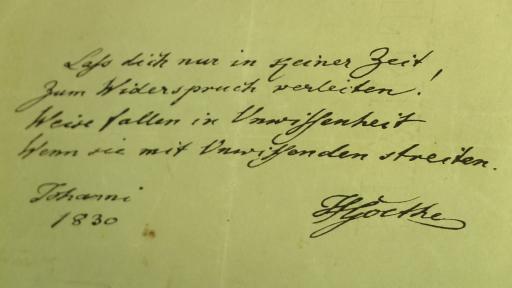 Laß dich nur in keiner Zeit
Zum Widerspruch verleiten!
Weise fallen in Unwissenheit
Wenn sie mit Unwissenden streiten.
Johanni
1830
JWGoethe